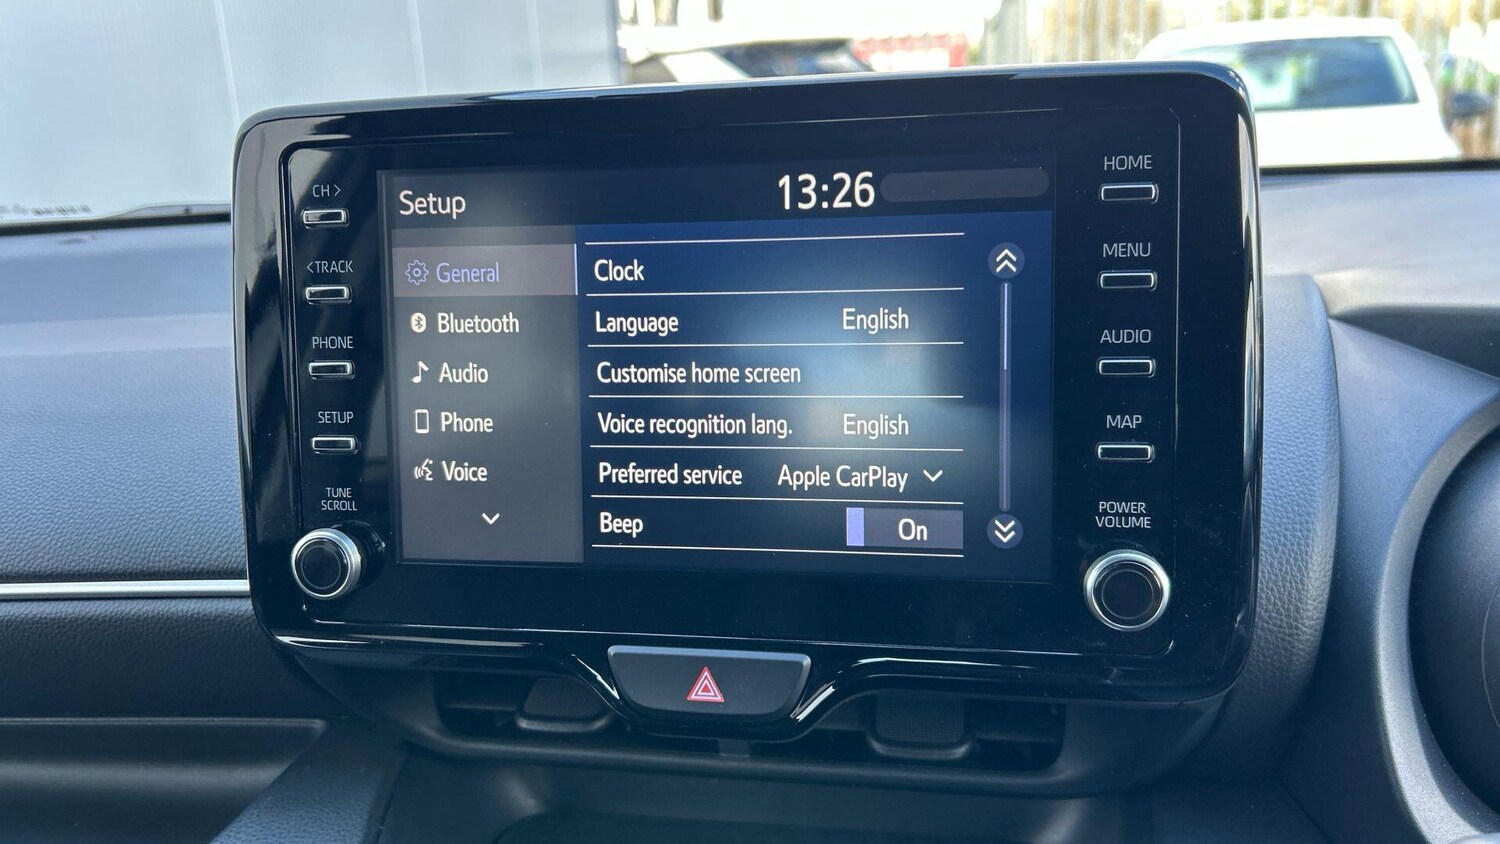 CH >
< TRACK
PHONE
SETUP
TUNE
SCROLL
Setup
13:26
General
Bluetooth
Audio
Phone
Voice
Clock
Language English
Customise home screen
Voice recognition lang. English
Preferred service Apple CarPlay
Beep On
HOME
MENU
AUDIO
MAP
POWER
VOLUME